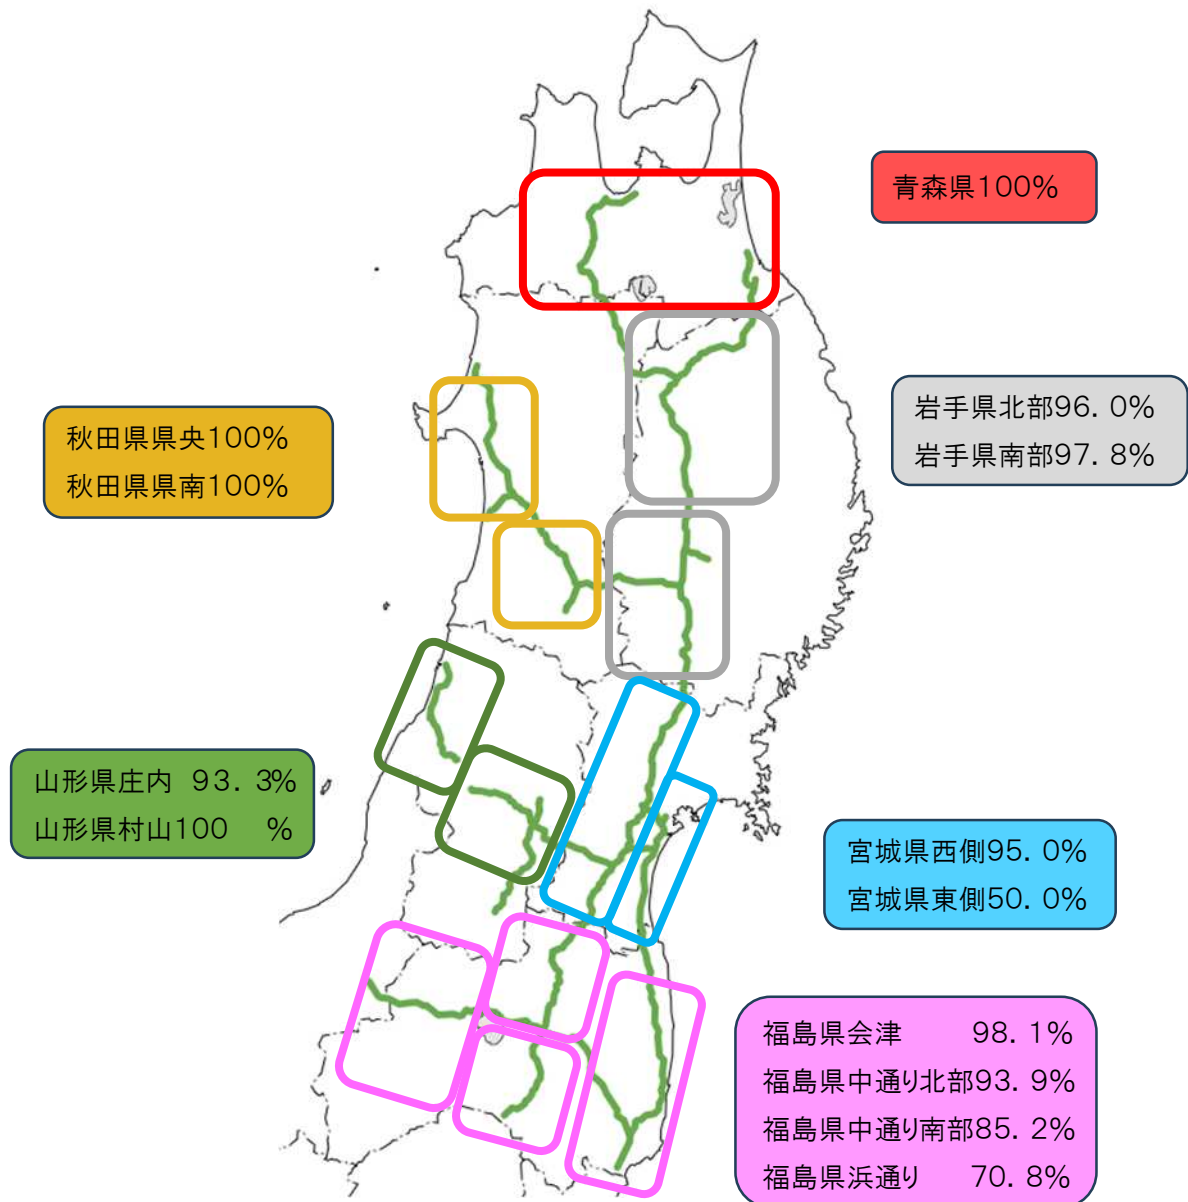 青森県100%
岩手県北部96．0%
岩手県南部97．8%
秋田県県央100%
秋田県県南100%
山形県庄内　93．3%
山形県村山100　%
宮城県西側95．0%
宮城県東側50．0%
福島県会津　　98．1%
福島県中通り北部93．9%
福島県中通り南部85．2%
福島県浜通り　　70．8%